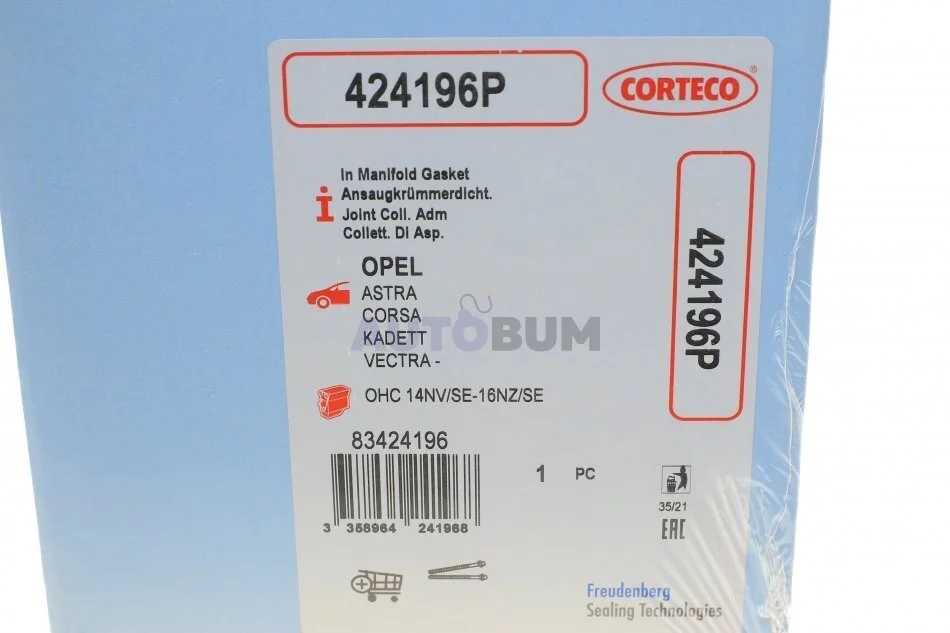 424196P
CORTECO®
In Manifold Gasket
Ansaugkrümmerdicht.
Joint Coll. Adm
Collett. Di Asp.
424196P
OPEL
ASTRA
CORSA
KADETT
VECTRA -
AUTOBUM
OHC 14NV/SE-16NZ/SE
83424196
1 PC
3 358964 241968
35/21
EAC
Freudenberg
Sealing Technologies